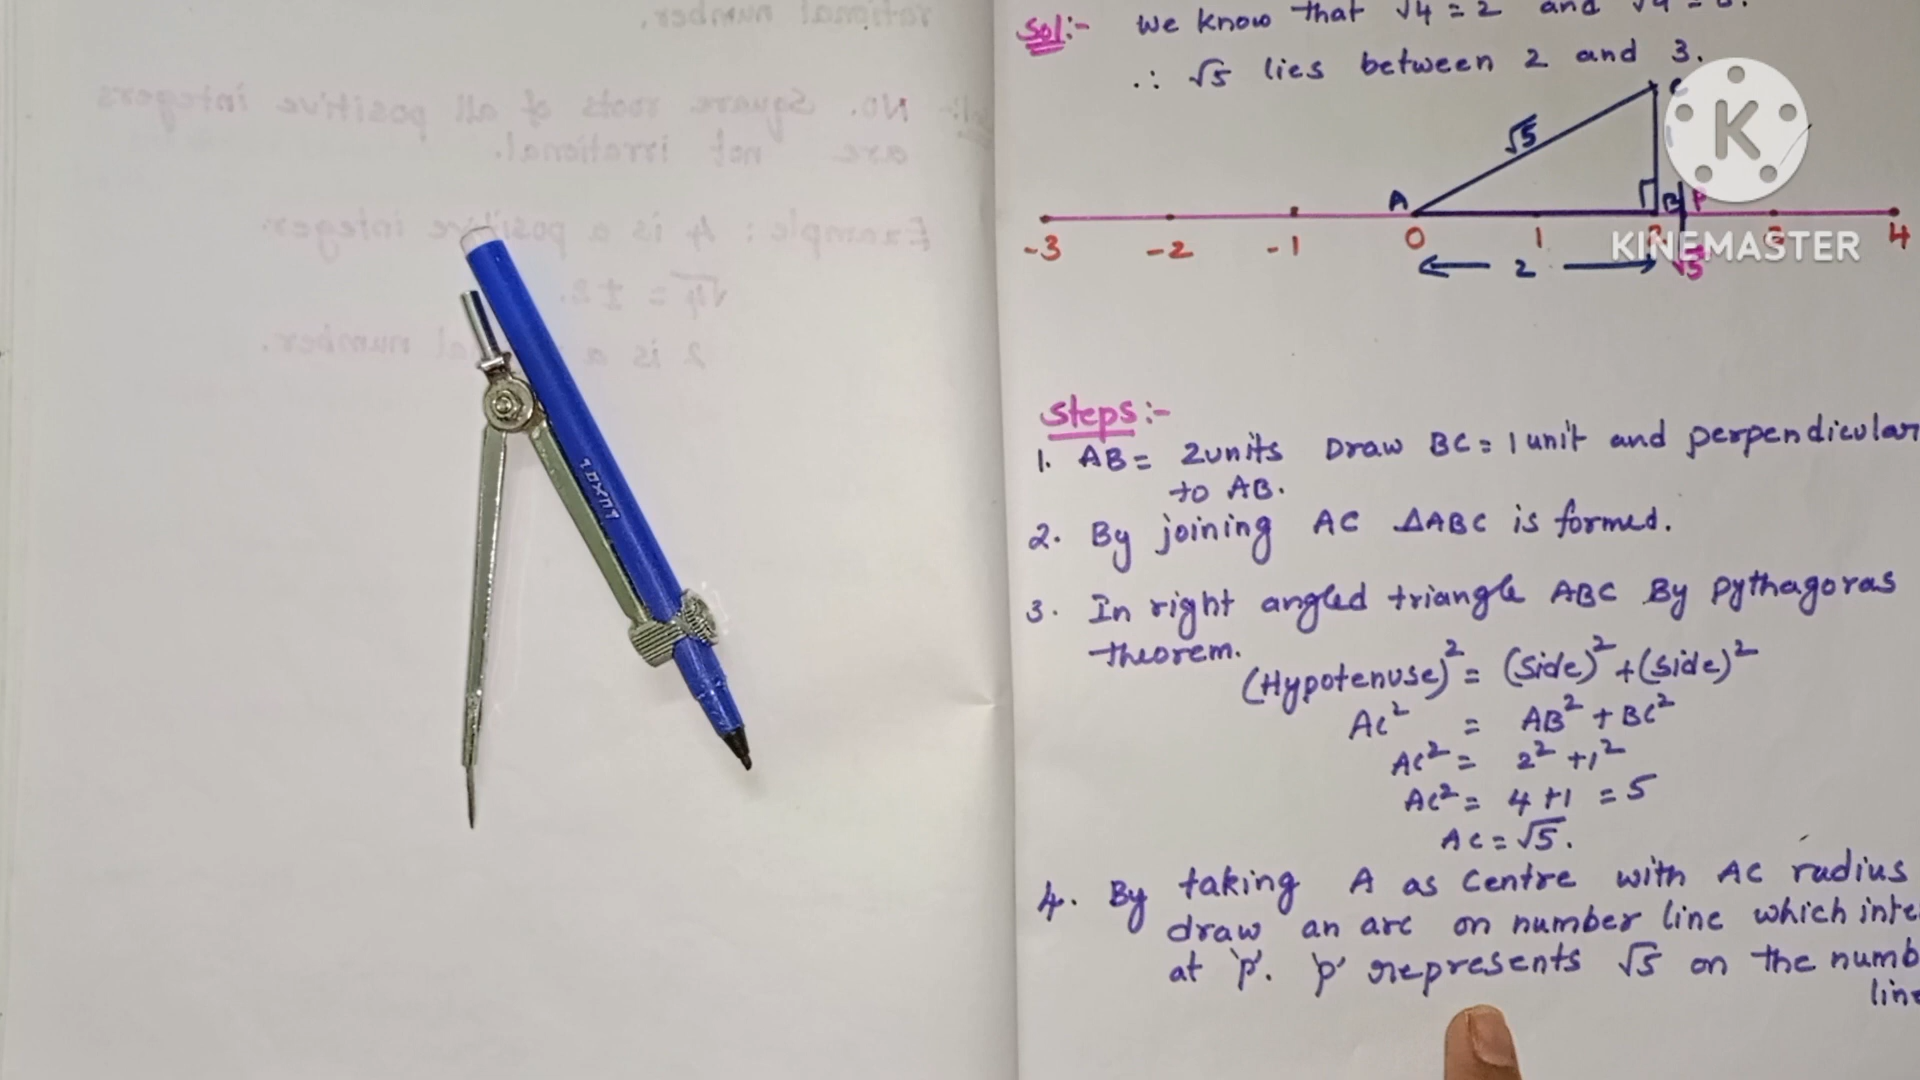 Sol:- We know that √4 = 2 and
∴ √5 lies between 2 and 3.
√5
A
B P
-3 -2 -1 0 1 4
2
√5
K
KINEMASTER
Steps:-
1. AB = 2units Draw BC = 1 unit and perpendicular
to AB.
2. By joining AC ΔABC is formed.
3. In right angled triangle ABC By pythagoras
theorem.
(Hypotenuse)² = (Side)² + (Side)²
AC² = AB² + BC²
AC² = 2² + 1²
AC² = 4 + 1 = 5
AC = √5.
4. By taking A as Centre with AC radius
draw an arc on number line which inte
at 'p'. 'p' represents √5 on the numb
line
LUXOR
rational number.
No. Square roots of all positive integers
are not irrational.
Example: 4 is a positive integer
√4 = ± 2.
2 is a number.